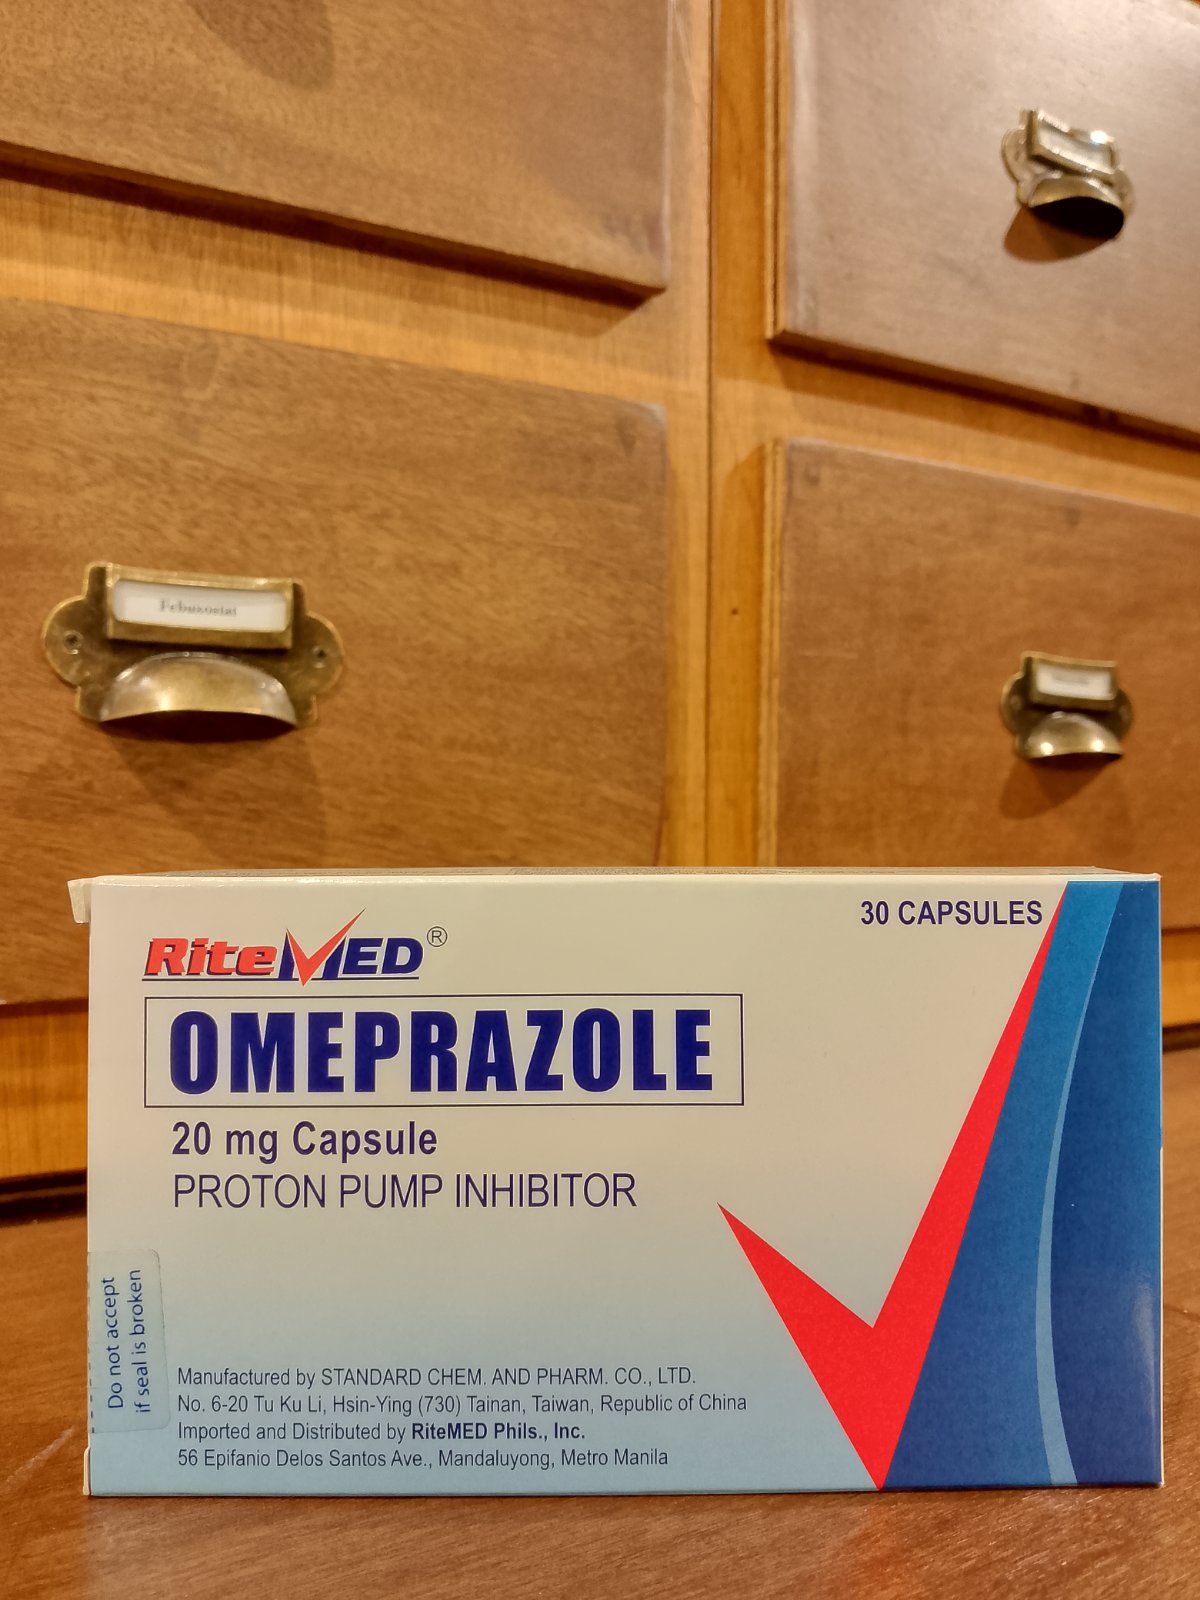 Febuxostat
30 CAPSULES
RiteMED®
OMEPRAZOLE
20 mg Capsule
PROTON PUMP INHIBITOR
Do not accept
if seal is broken
Manufactured by STANDARD CHEM. AND PHARM. CO., LTD.
No. 6-20 Tu Ku Li, Hsin-Ying (730) Tainan, Taiwan, Republic of China
Imported and Distributed by RiteMED Phils., Inc.
56 Epifanio Delos Santos Ave., Mandaluyong, Metro Manila